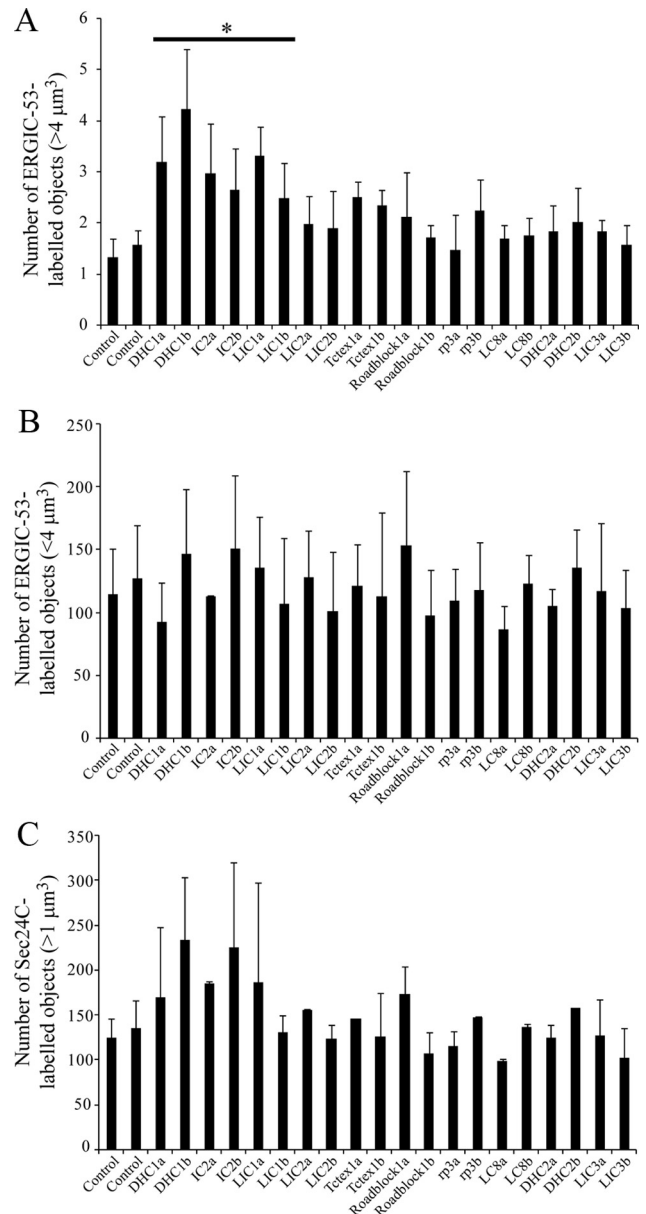 A
Number of ERGIC-53-
labelled objects (>4 μm³)
6
5
4
3
2
1
0
*
Control
Control
DHC1a
DHC1b
IC2a
IC2b
LIC1a
LIC1b
LIC2a
LIC2b
Tctex1a
Tctex1b
Roadblock1a
Roadblock1b
rp3a
rp3b
LC8a
LC8b
DHC2a
DHC2b
LIC3a
LIC3b
B
Number of ERGIC-53-
labelled objects (<4 μm³)
250
200
150
100
50
0
Control
Control
DHC1a
DHC1b
IC2a
IC2b
LIC1a
LIC1b
LIC2a
LIC2b
Tctex1a
Tctex1b
Roadblock1a
Roadblock1b
rp3a
rp3b
LC8a
LC8b
DHC2a
DHC2b
LIC3a
LIC3b
C
Number of Sec24C-
labelled objects (>1 μm³)
350
300
250
200
150
100
50
0
Control
Control
DHC1a
DHC1b
IC2a
IC2b
LIC1a
LIC1b
LIC2a
LIC2b
Tctex1a
Tctex1b
Roadblock1a
Roadblock1b
rp3a
rp3b
LC8a
LC8b
DHC2a
DHC2b
LIC3a
LIC3b